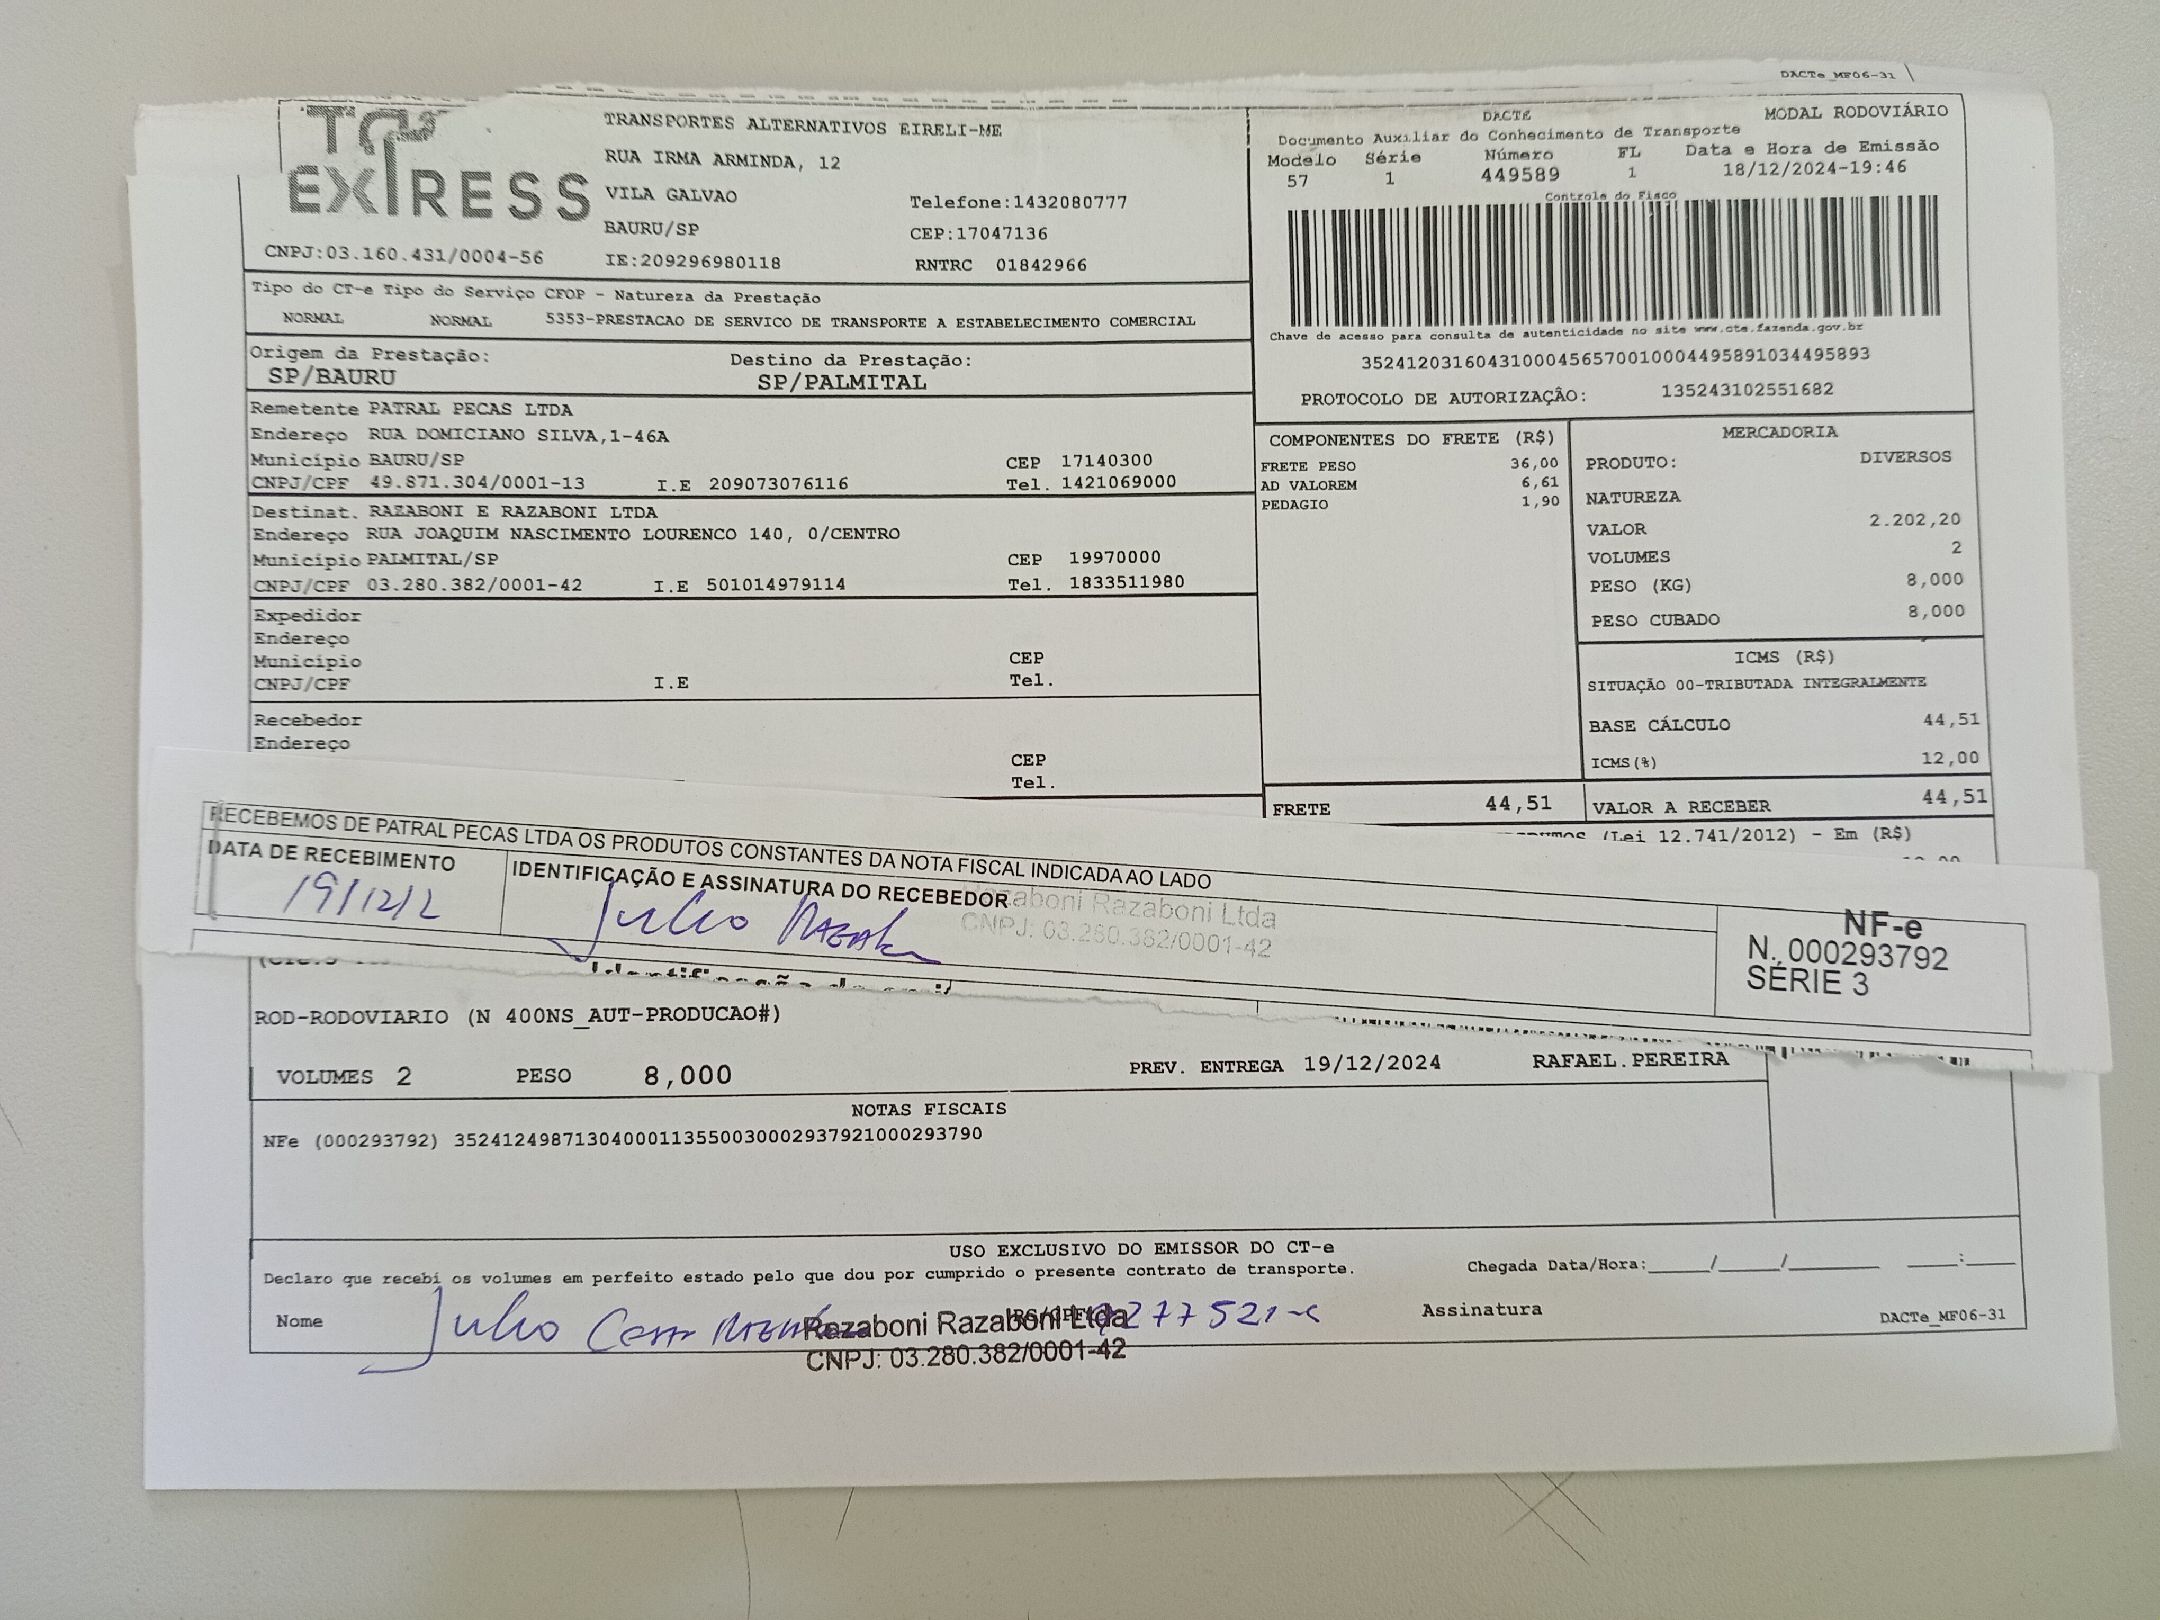 DACTe_MF06-31
EXPRESS
TRANSPORTES ALTERNATIVOS EIRELI-ME
RUA IRMA ARMINDA, 12
VILA GALVAO
Telefone:1432080777
BAURU/SP
CEP:17047136
CNPJ:03.160.431/0004-56
IE:209296980118
RNTRC 01842966
DACTE
MODAL RODOVIÁRIO
Documento Auxiliar do Conhecimento de Transporte
Modelo Série Número FL Data e Hora de Emissão
57 1 449589 1 18/12/2024-19:46
Controle do Fisco
Chave de acesso para consulta de autenticidade no site www.cte.fazenda.gov.br
35241203160431000456570010004495891034495893
PROTOCOLO DE AUTORIZAÇÂO: 135243102551682
Tipo do CT-e Tipo do Serviço CFOP - Natureza da Prestação
NORMAL NORMAL 5353-PRESTACAO DE SERVICO DE TRANSPORTE A ESTABELECIMENTO COMERCIAL
Origem da Prestação: Destino da Prestação:
SP/BAURU SP/PALMITAL
Remetente PATRAL PECAS LTDA
Endereço RUA DOMICIANO SILVA,1-46A
Município BAURU/SP CEP 17140300
CNPJ/CPF 49.871.304/0001-13 I.E 209073076116 Tel. 1421069000
Destinat. RAZABONI E RAZABONI LTDA
Endereço RUA JOAQUIM NASCIMENTO LOURENCO 140, 0/CENTRO
Município PALMITAL/SP CEP 19970000
CNPJ/CPF 03.280.382/0001-42 I.E 501014979114 Tel. 1833511980
Expedidor
Endereço
Município CEP
CNPJ/CPF I.E Tel.
Recebedor
Endereço
CEP
Tel.
COMPONENTES DO FRETE (R$)
FRETE PESO 36,00
AD VALOREM 6,61
PEDAGIO 1,90
MERCADORIA
PRODUTO: DIVERSOS
NATUREZA
VALOR 2.202,20
VOLUMES 2
PESO (KG) 8,000
PESO CUBADO 8,000
ICMS (R$)
SITUAÇÃO 00-TRIBUTADA INTEGRALMENTE
BASE CÁLCULO 44,51
ICMS(%) 12,00
FRETE 44,51 VALOR A RECEBER 44,51
(Lei 12.741/2012) - Em (R$)
RECEBEMOS DE PATRAL PECAS LTDA OS PRODUTOS CONSTANTES DA NOTA FISCAL INDICADA AO LADO
DATA DE RECEBIMENTO IDENTIFICAÇÃO E ASSINATURA DO RECEBEDOR
19/12/2 Julio
Razaboni Razaboni Ltda
CNPJ: 03.280.382/0001-42
NF-e
N. 000293792
SÉRIE 3
ROD-RODOVIARIO (N 400NS_AUT-PRODUCAO#)
VOLUMES 2 PESO 8,000 PREV. ENTREGA 19/12/2024 RAFAEL.PEREIRA
NOTAS FISCAIS
NFe (000293792) 35241249871304000113550030002937921000293790
USO EXCLUSIVO DO EMISSOR DO CT-e
Declaro que recebi os volumes em perfeito estado pelo que dou por cumprido o presente contrato de transporte.
Chegada Data/Hora:_____/_____/_______ ____:____
Nome Julio Assinatura
Razaboni Razaboni Ltda
CNPJ: 03.280.382/0001-42
DACTe_MF06-31